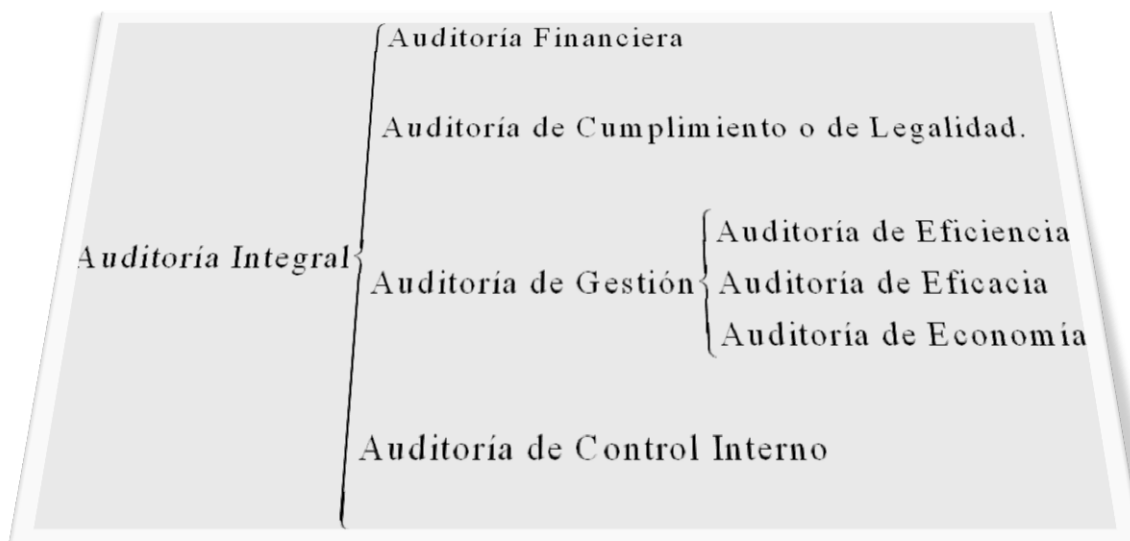 Auditoría Financiera
Auditoría de Cumplimiento o de Legalidad.
Auditoría Integral
Auditoría de Gestión
Auditoría de Eficiencia
Auditoría de Eficacia
Auditoría de Economía
Auditoría de Control Interno